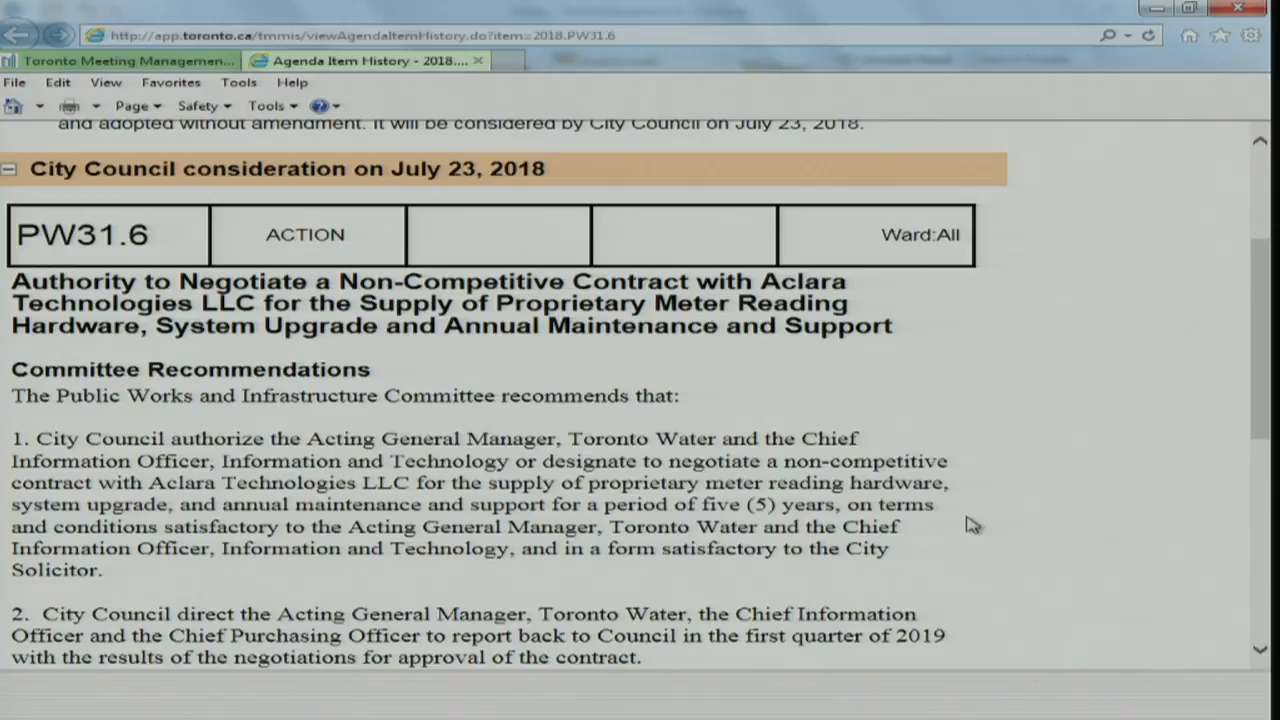 http://app.toronto.ca/tmmis/viewAgendaItemHistory.do?item=2018.PW31.6
Toronto Meeting Managemen...
Agenda Item History - 2018....
File Edit View Favorites Tools Help
Page Safety Tools
and adopted without amendment. It will be considered by City Council on July 23, 2018.
City Council consideration on July 23, 2018
PW31.6 ACTION Ward:All
Authority to Negotiate a Non-Competitive Contract with Aclara
Technologies LLC for the Supply of Proprietary Meter Reading
Hardware, System Upgrade and Annual Maintenance and Support
Committee Recommendations
The Public Works and Infrastructure Committee recommends that:
1. City Council authorize the Acting General Manager, Toronto Water and the Chief
Information Officer, Information and Technology or designate to negotiate a non-competitive
contract with Aclara Technologies LLC for the supply of proprietary meter reading hardware,
system upgrade, and annual maintenance and support for a period of five (5) years, on terms
and conditions satisfactory to the Acting General Manager, Toronto Water and the Chief
Information Officer, Information and Technology, and in a form satisfactory to the City
Solicitor.
2. City Council direct the Acting General Manager, Toronto Water, the Chief Information
Officer and the Chief Purchasing Officer to report back to Council in the first quarter of 2019
with the results of the negotiations for approval of the contract.